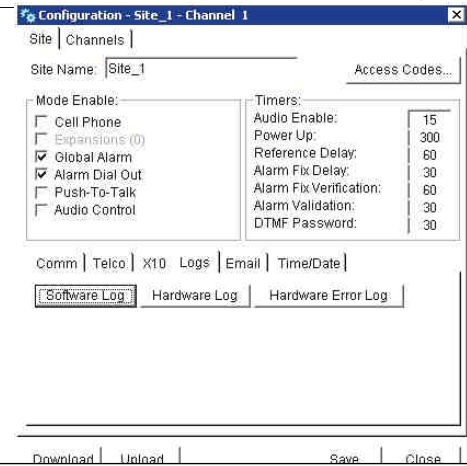 Configuration - Site_1 - Channel 1
Site Channels
Site Name: Site_1 Access Codes...
Mode Enable:
Cell Phone
Expansions (0)
Global Alarm
Alarm Dial Out
Push-To-Talk
Audio Control
Timers:
Audio Enable: 15
Power Up: 300
Reference Delay: 60
Alarm Fix Delay: 30
Alarm Fix Verification: 60
Alarm Validation: 30
DTMF Password: 30
Comm Telco X10 Logs Email Time/Date
Software Log Hardware Log Hardware Error Log
Download Upload Save Close